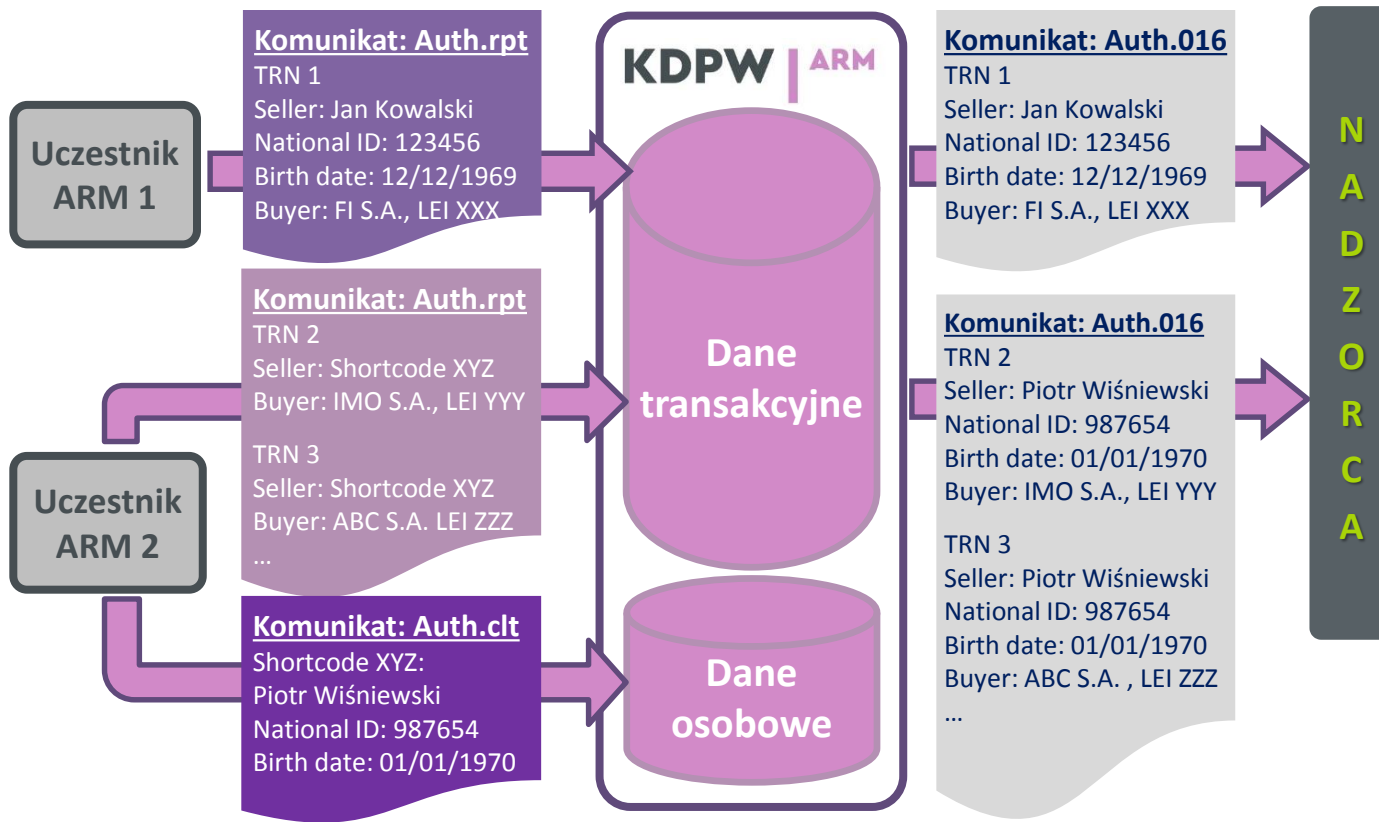 Uczestnik
ARM 1
Komunikat: Auth.rpt
TRN 1
Seller: Jan Kowalski
National ID: 123456
Birth date: 12/12/1969
Buyer: FI S.A., LEI XXX
Uczestnik
ARM 2
Komunikat: Auth.rpt
TRN 2
Seller: Shortcode XYZ
Buyer: IMO S.A., LEI YYY
TRN 3
Seller: Shortcode XYZ
Buyer: ABC S.A. LEI ZZZ
...
Komunikat: Auth.clt
Shortcode XYZ:
Piotr Wiśniewski
National ID: 987654
Birth date: 01/01/1970
KDPW | ARM
Dane
transakcyjne
Dane
osobowe
Komunikat: Auth.016
TRN 1
Seller: Jan Kowalski
National ID: 123456
Birth date: 12/12/1969
Buyer: FI S.A., LEI XXX
Komunikat: Auth.016
TRN 2
Seller: Piotr Wiśniewski
National ID: 987654
Birth date: 01/01/1970
Buyer: IMO S.A., LEI YYY
TRN 3
Seller: Piotr Wiśniewski
National ID: 987654
Birth date: 01/01/1970
Buyer: ABC S.A. , LEI ZZZ
...
N
A
D
Z
O
R
C
A